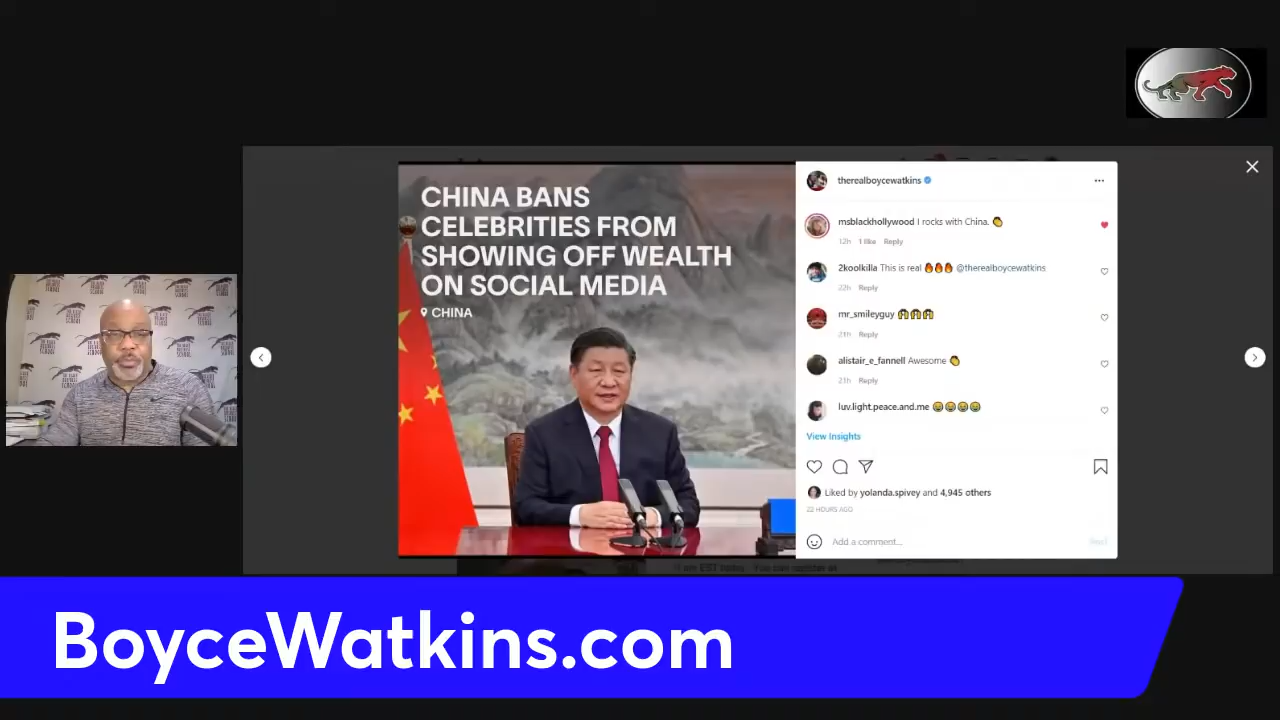 CHINA BANS
CELEBRITIES FROM
SHOWING OFF WEALTH
ON SOCIAL MEDIA
CHINA
therealboycewatkins
msblackhollywood I rocks with China. 👏
12h 1 like Reply
2koolkilla This is real 🔥🔥🔥 @therealboycewatkins
22h Reply
mr_smileyguy 🙌🙌🙌
21h Reply
alistair_e_fannell Awesome 👏
21h Reply
luv.light.peace.and.me 😂😂😂😂
View Insights
Liked by yolanda.spivey and 4,945 others
22 HOURS AGO
Add a comment...
Post
BoyceWatkins.com